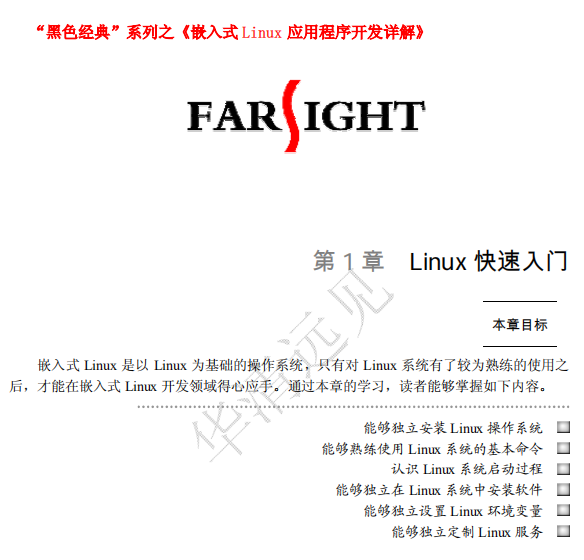 “黑色经典”系列之《嵌入式 Linux 应用程序开发详解》
FARSIGHT
第 1 章 Linux 快速入门
本章目标
嵌入式 Linux 是以 Linux 为基础的操作系统，只有对 Linux 系统有了较为熟练的使用之
后，才能在嵌入式 Linux 开发领域得心应手。通过本章的学习，读者能够掌握如下内容。
能够独立安装 Linux 操作系统
能够熟练使用 Linux 系统的基本命令
认识 Linux 系统启动过程
能够独立在 Linux 系统中安装软件
能够独立设置 Linux 环境变量
能够独立定制 Linux 服务
华清远见